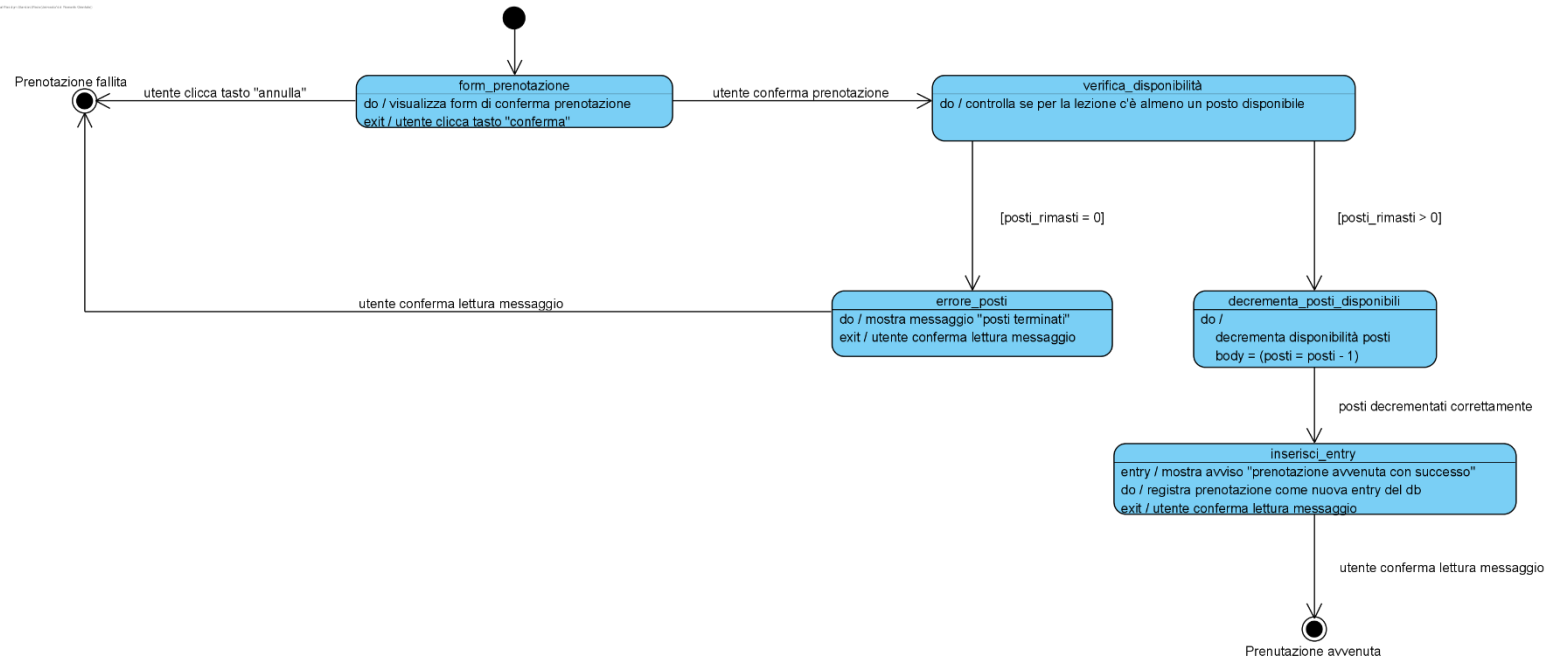 Prenotazione fallita
utente clicca tasto "annulla"
form_prenotazione
do / visualizza form di conferma prenotazione
exit / utente clicca tasto "conferma"
utente conferma prenotazione
verifica_disponibilità
do / controlla se per la lezione c'è almeno un posto disponibile
[posti_rimasti = 0]
[posti_rimasti > 0]
utente conferma lettura messaggio
errore_posti
do / mostra messaggio "posti terminati"
exit / utente conferma lettura messaggio
decrementa_posti_disponibili
do /
decrementa disponibilità posti
body = (posti = posti - 1)
posti decrementati correttamente
inserisci_entry
entry / mostra avviso "prenotazione avvenuta con successo"
do / registra prenotazione come nuova entry del db
exit / utente conferma lettura messaggio
utente conferma lettura messaggio
Prenutazione avvenuta